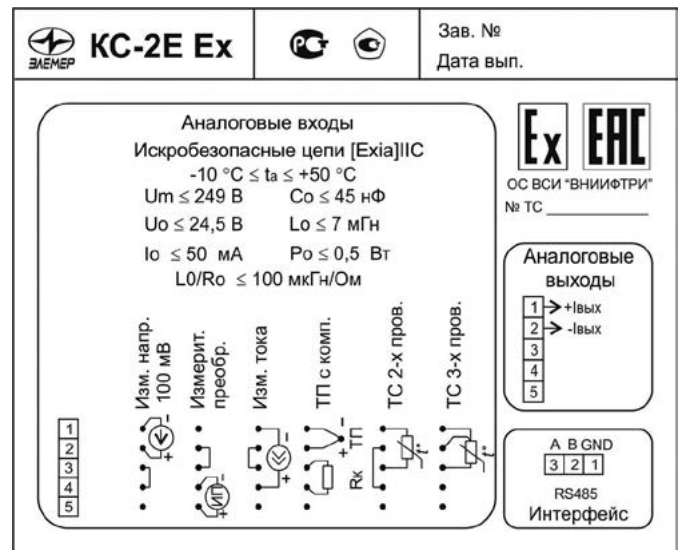 ЭЛЕМЕР
КС-2Е Ех
РСТ
С
Зав. №
Дата вып.
Аналоговые входы
Искробезопасные цепи [Exia]IIC
-10 °C ≤ ta ≤ +50 °C
Um ≤ 249 В Co ≤ 45 нФ
Uo ≤ 24,5 В Lo ≤ 7 мГн
Io ≤ 50 мА Po ≤ 0,5 Вт
L0/Ro ≤ 100 мкГн/Ом
Изм. напр.
100 мВ
Измерит.
преобр.
Изм. тока
ТП с комп.
ТС 2-х пров.
ТС 3-х пров.
1
2
3
4
5
- +
ИП
- +
- +
- +
ТП
Rк
t°
t°
Ex
EAC
ОС ВСИ "ВНИИФТРИ"
№ ТС
Аналоговые
выходы
1 +Iвых
2 -Iвых
3
4
5
A B GND
3 2 1
RS485
Интерфейс